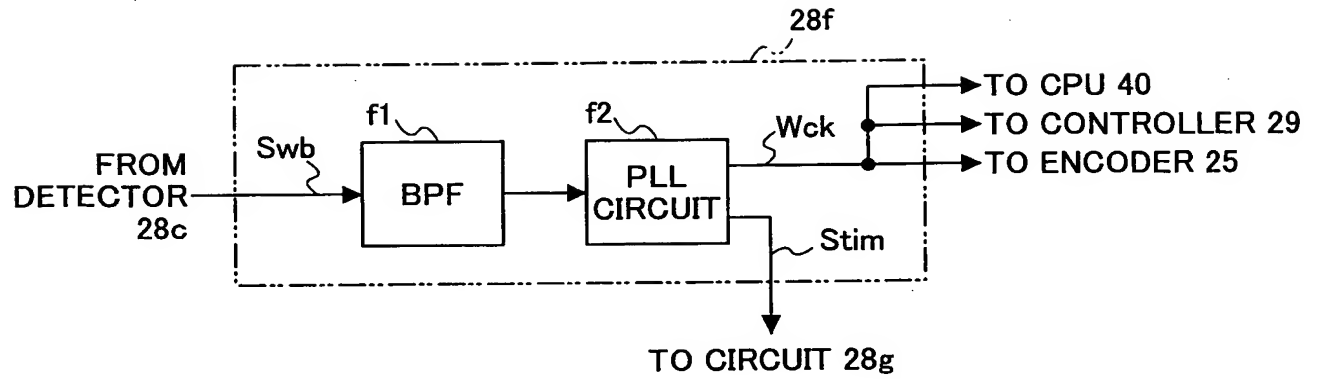 28f
TO CPU 40
TO CONTROLLER 29
TO ENCODER 25
f1
f2
Wck
Swb
FROM
DETECTOR
28c
BPF
PLL
CIRCUIT
Stim
TO CIRCUIT 28g